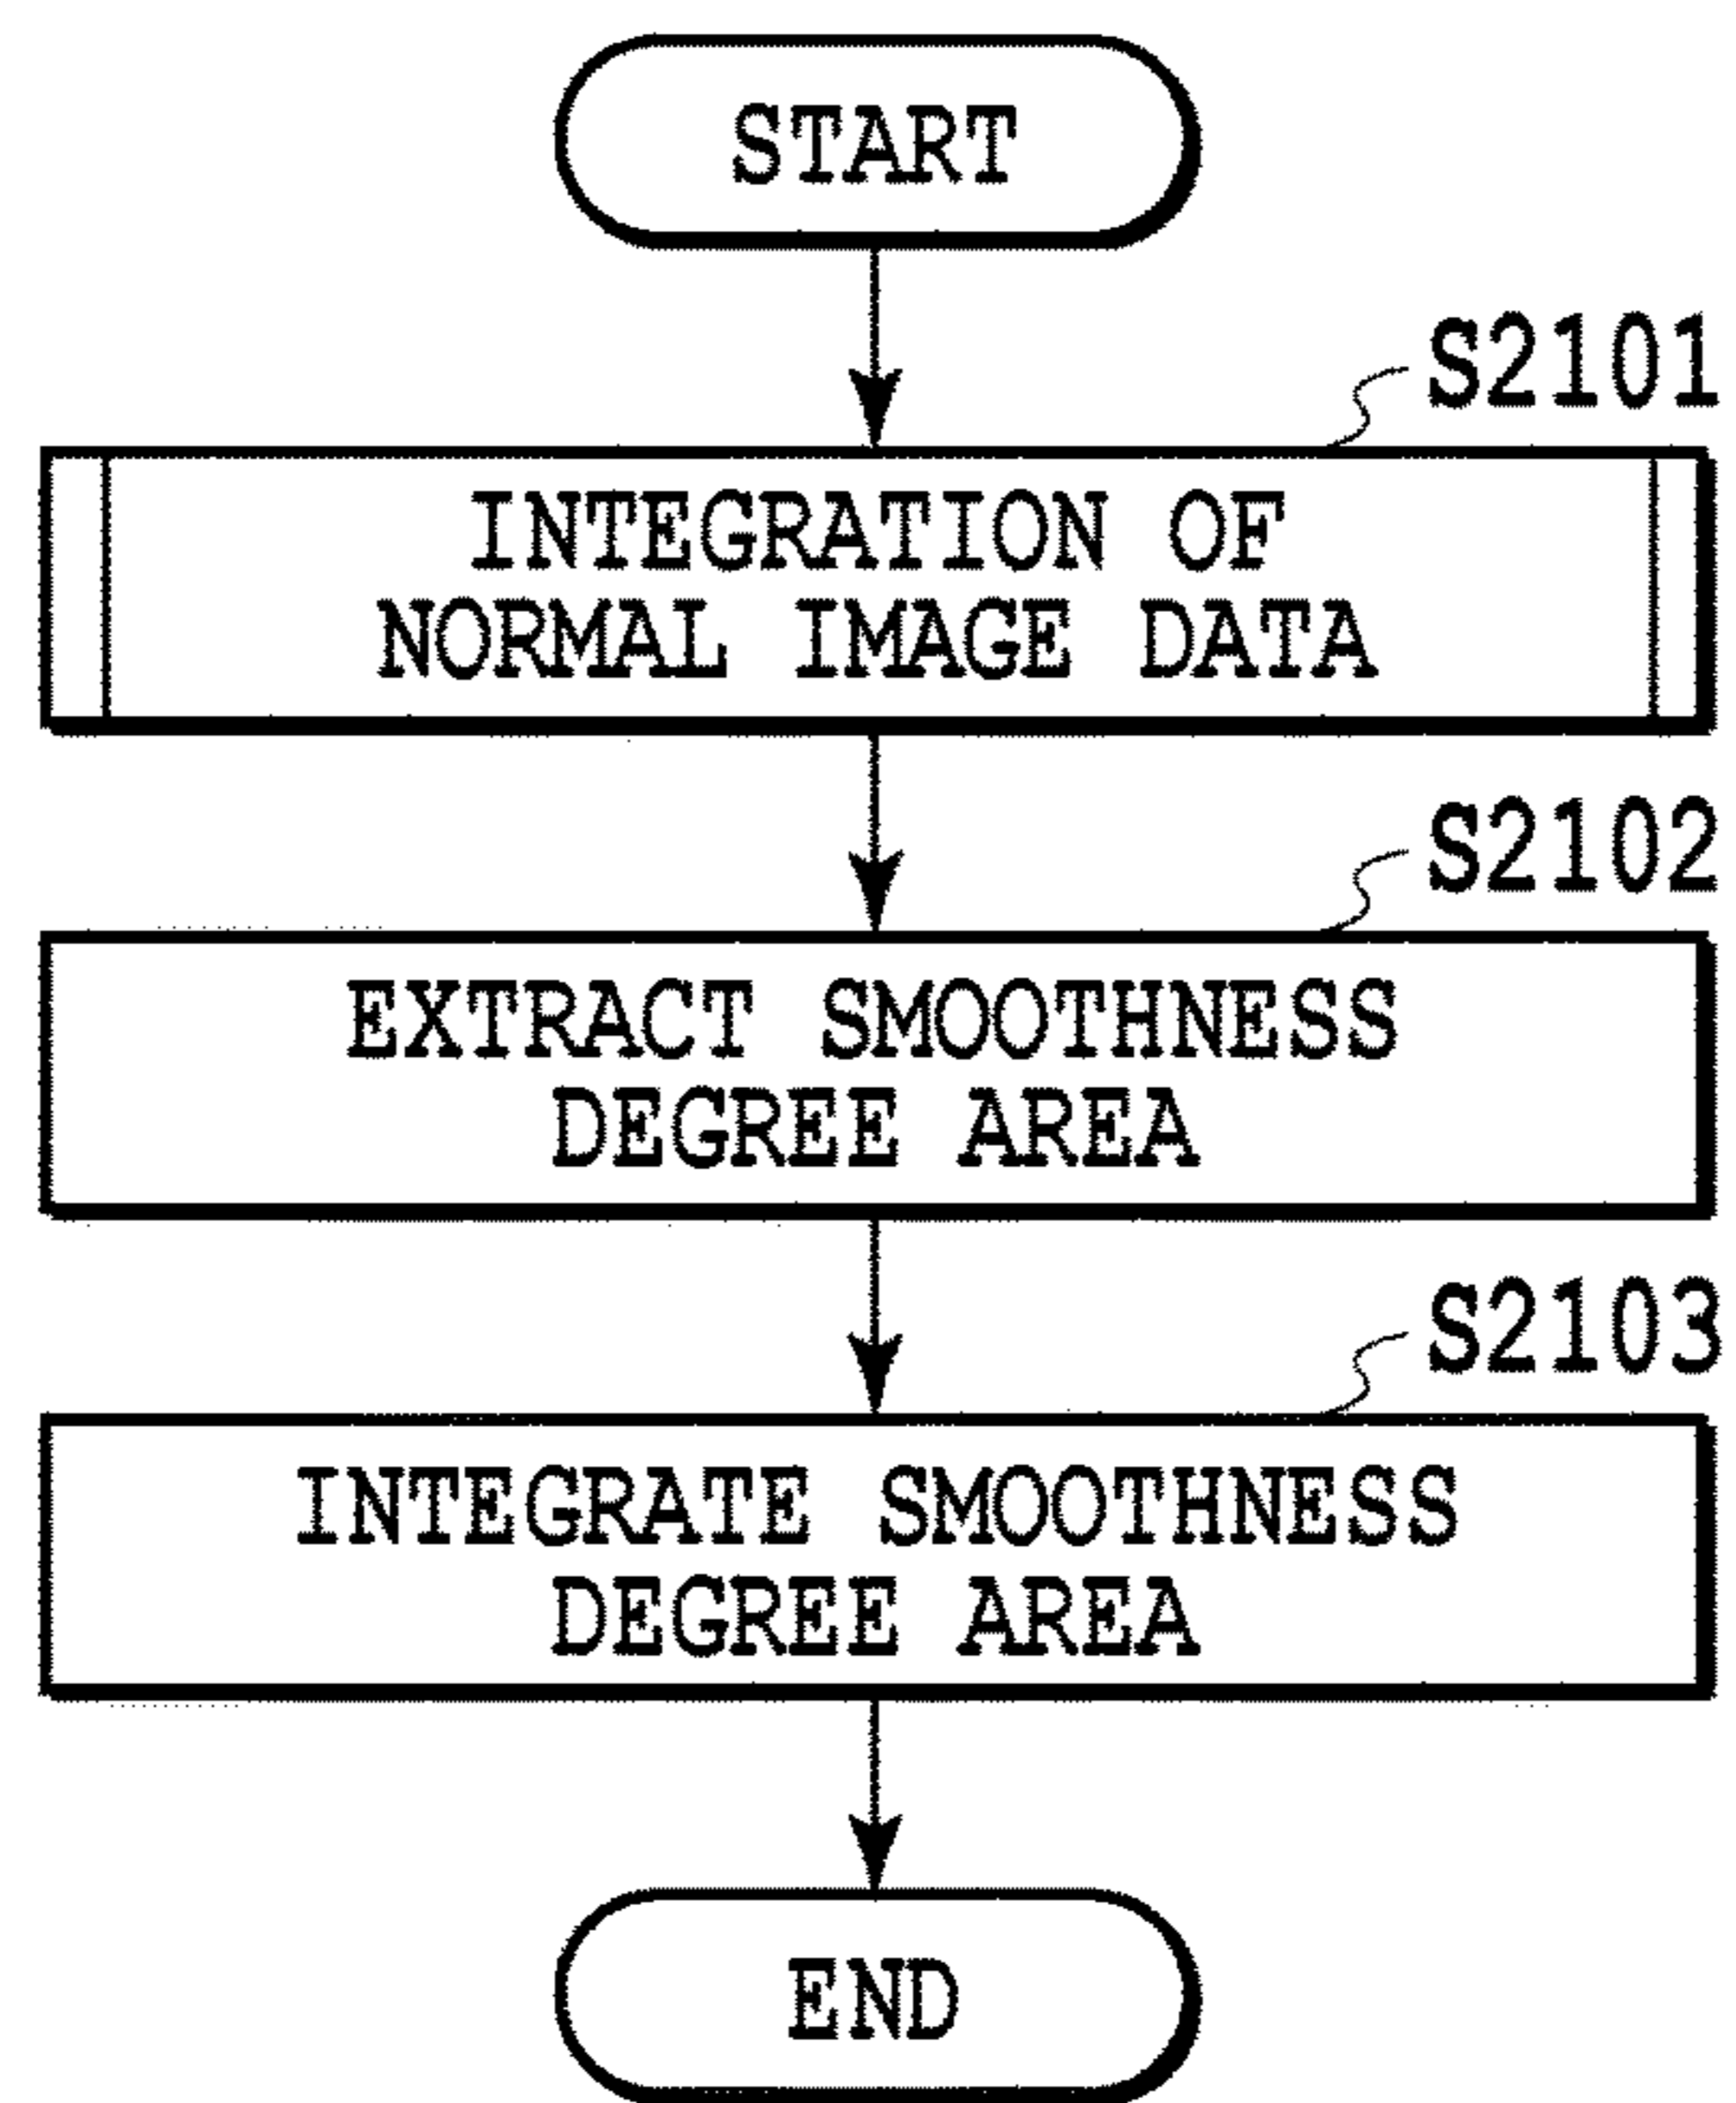 START
S2101
INTEGRATION OF
NORMAL IMAGE DATA
S2102
EXTRACT SMOOTHNESS
DEGREE AREA
S2103
INTEGRATE SMOOTHNESS
DEGREE AREA
END